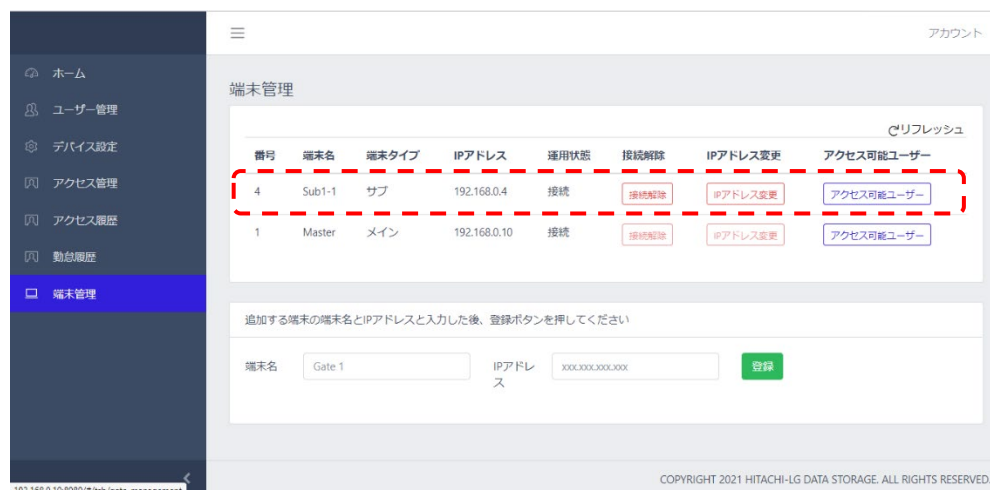 アカウント
ホーム
ユーザー管理
デバイス設定
アクセス管理
アクセス履歴
勤怠履歴
端末管理
端末管理
リフレッシュ
番号 端末名 端末タイプ IPアドレス 運用状態 接続解除 IPアドレス変更 アクセス可能ユーザー
4 Sub1-1 サブ 192.168.0.4 接続 接続解除 IPアドレス変更 アクセス可能ユーザー
1 Master メイン 192.168.0.10 接続 接続解除 IPアドレス変更 アクセス可能ユーザー
追加する端末の端末名とIPアドレスと入力した後、登録ボタンを押してください
端末名 Gate 1 IPアドレ
ス xxx.xxx.xxx.xxx 登録
COPYRIGHT 2021 HITACHI-LG DATA STORAGE. ALL RIGHTS RESERVED.